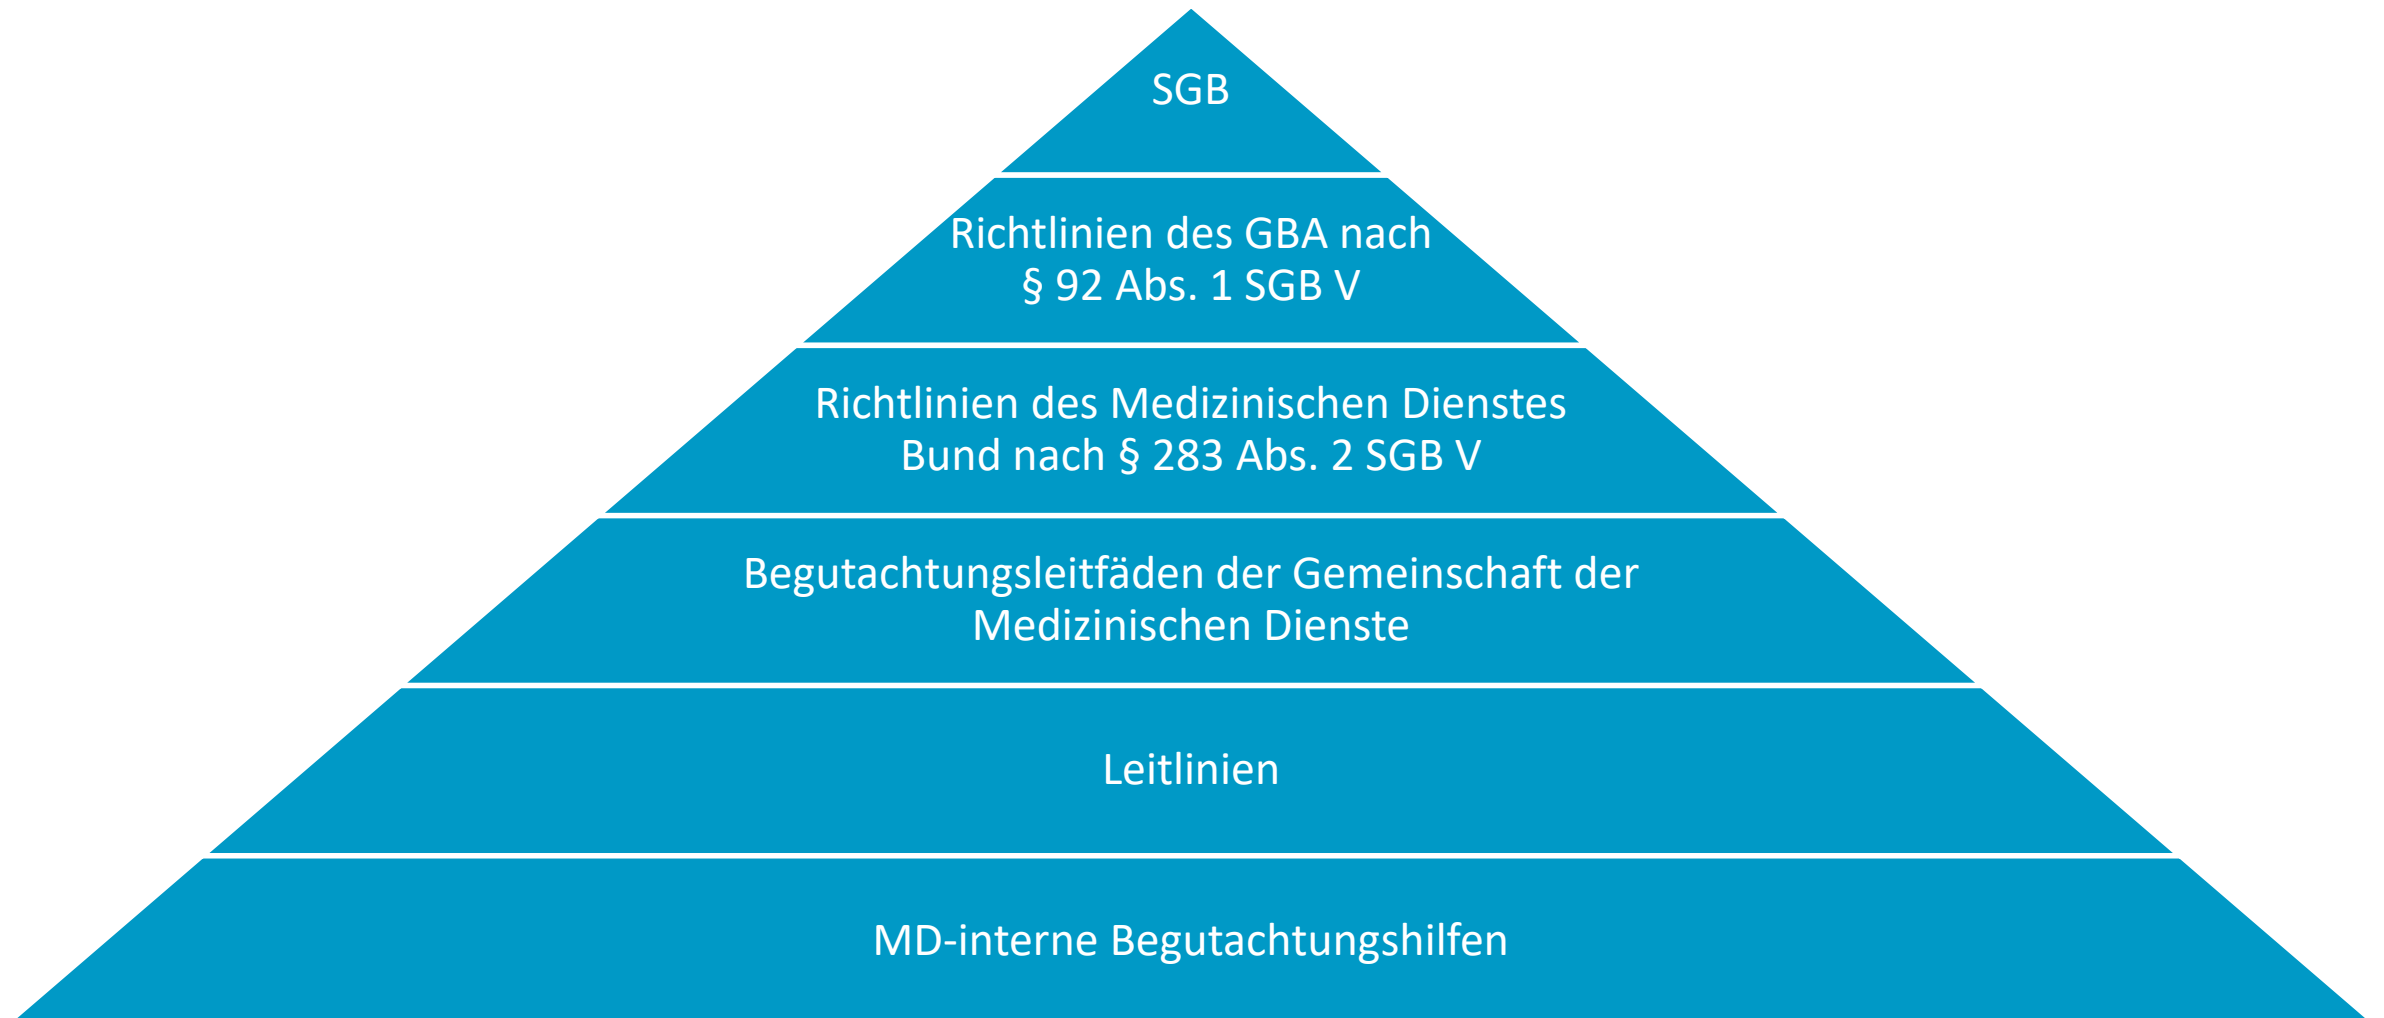 SGB
Richtlinien des GBA nach
§ 92 Abs. 1 SGB V
Richtlinien des Medizinischen Dienstes
Bund nach § 283 Abs. 2 SGB V
Begutachtungsleitfäden der Gemeinschaft der
Medizinischen Dienste
Leitlinien
MD-interne Begutachtungshilfen